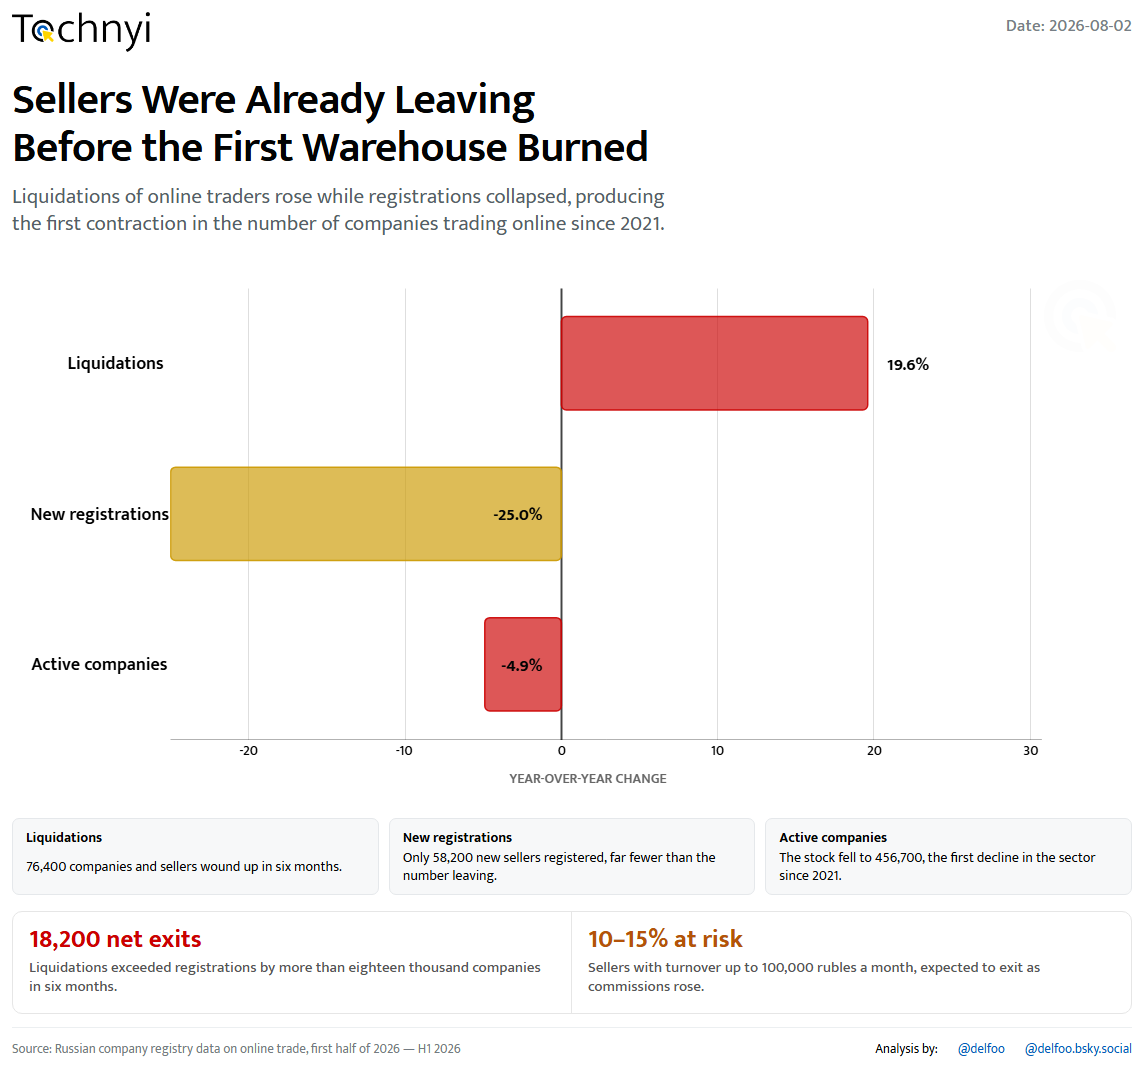 Technyi
Date: 2026-08-02
Sellers Were Already Leaving
Before the First Warehouse Burned
Liquidations of online traders rose while registrations collapsed, producing
the first contraction in the number of companies trading online since 2021.
Liquidations
19.6%
New registrations
-25.0%
Active companies
-4.9%
-20
-10
0
10
20
30
YEAR-OVER-YEAR CHANGE
Liquidations
76,400 companies and sellers wound up in six months.
New registrations
Only 58,200 new sellers registered, far fewer than the
number leaving.
Active companies
The stock fell to 456,700, the first decline in the sector
since 2021.
18,200 net exits
Liquidations exceeded registrations by more than eighteen thousand companies
in six months.
10–15% at risk
Sellers with turnover up to 100,000 rubles a month, expected to exit as
commissions rose.
Source: Russian company registry data on online trade, first half of 2026 — H1 2026
Analysis by: @delfoo @delfoo.bsky.social